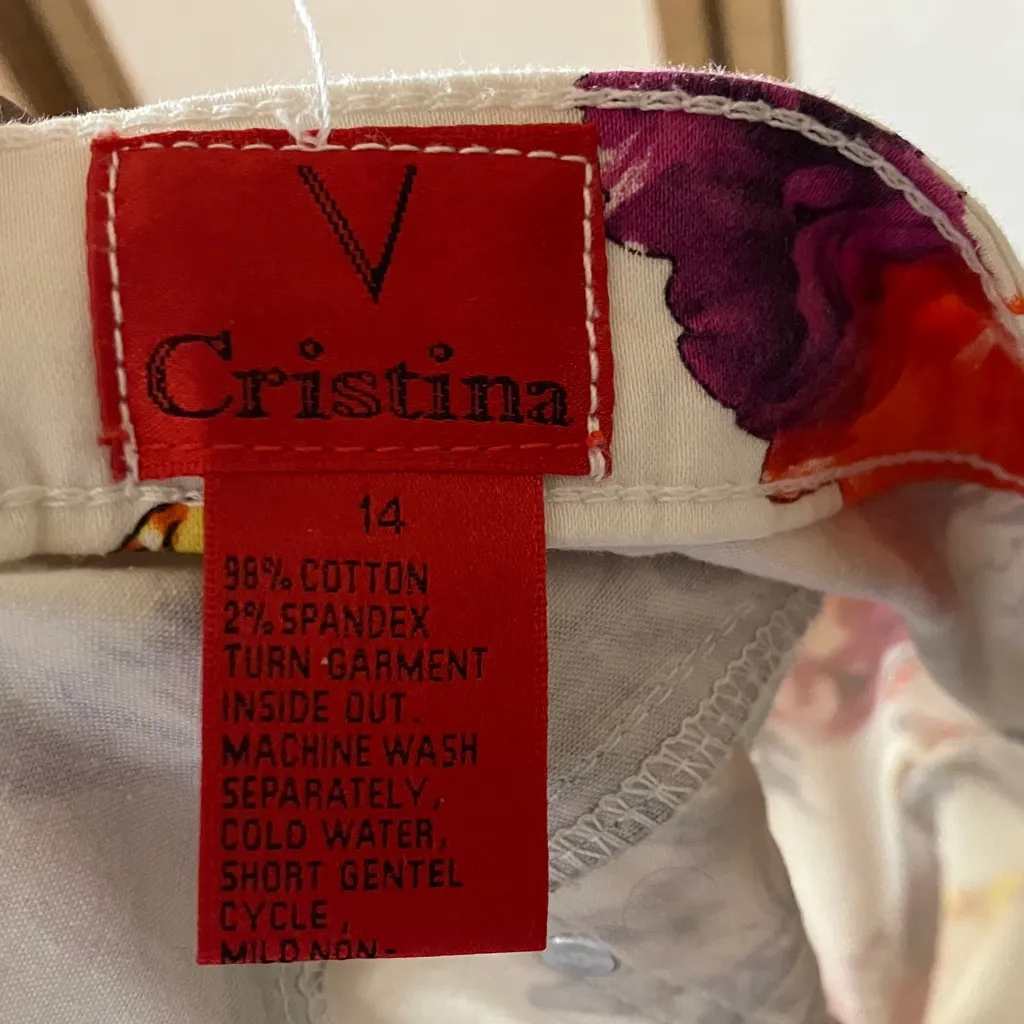 V
Cristina
14
98% COTTON
2% SPANDEX
TURN GARMENT
INSIDE OUT.
MACHINE WASH
SEPARATELY,
COLD WATER,
SHORT GENTEL
CYCLE,
MILD NON-